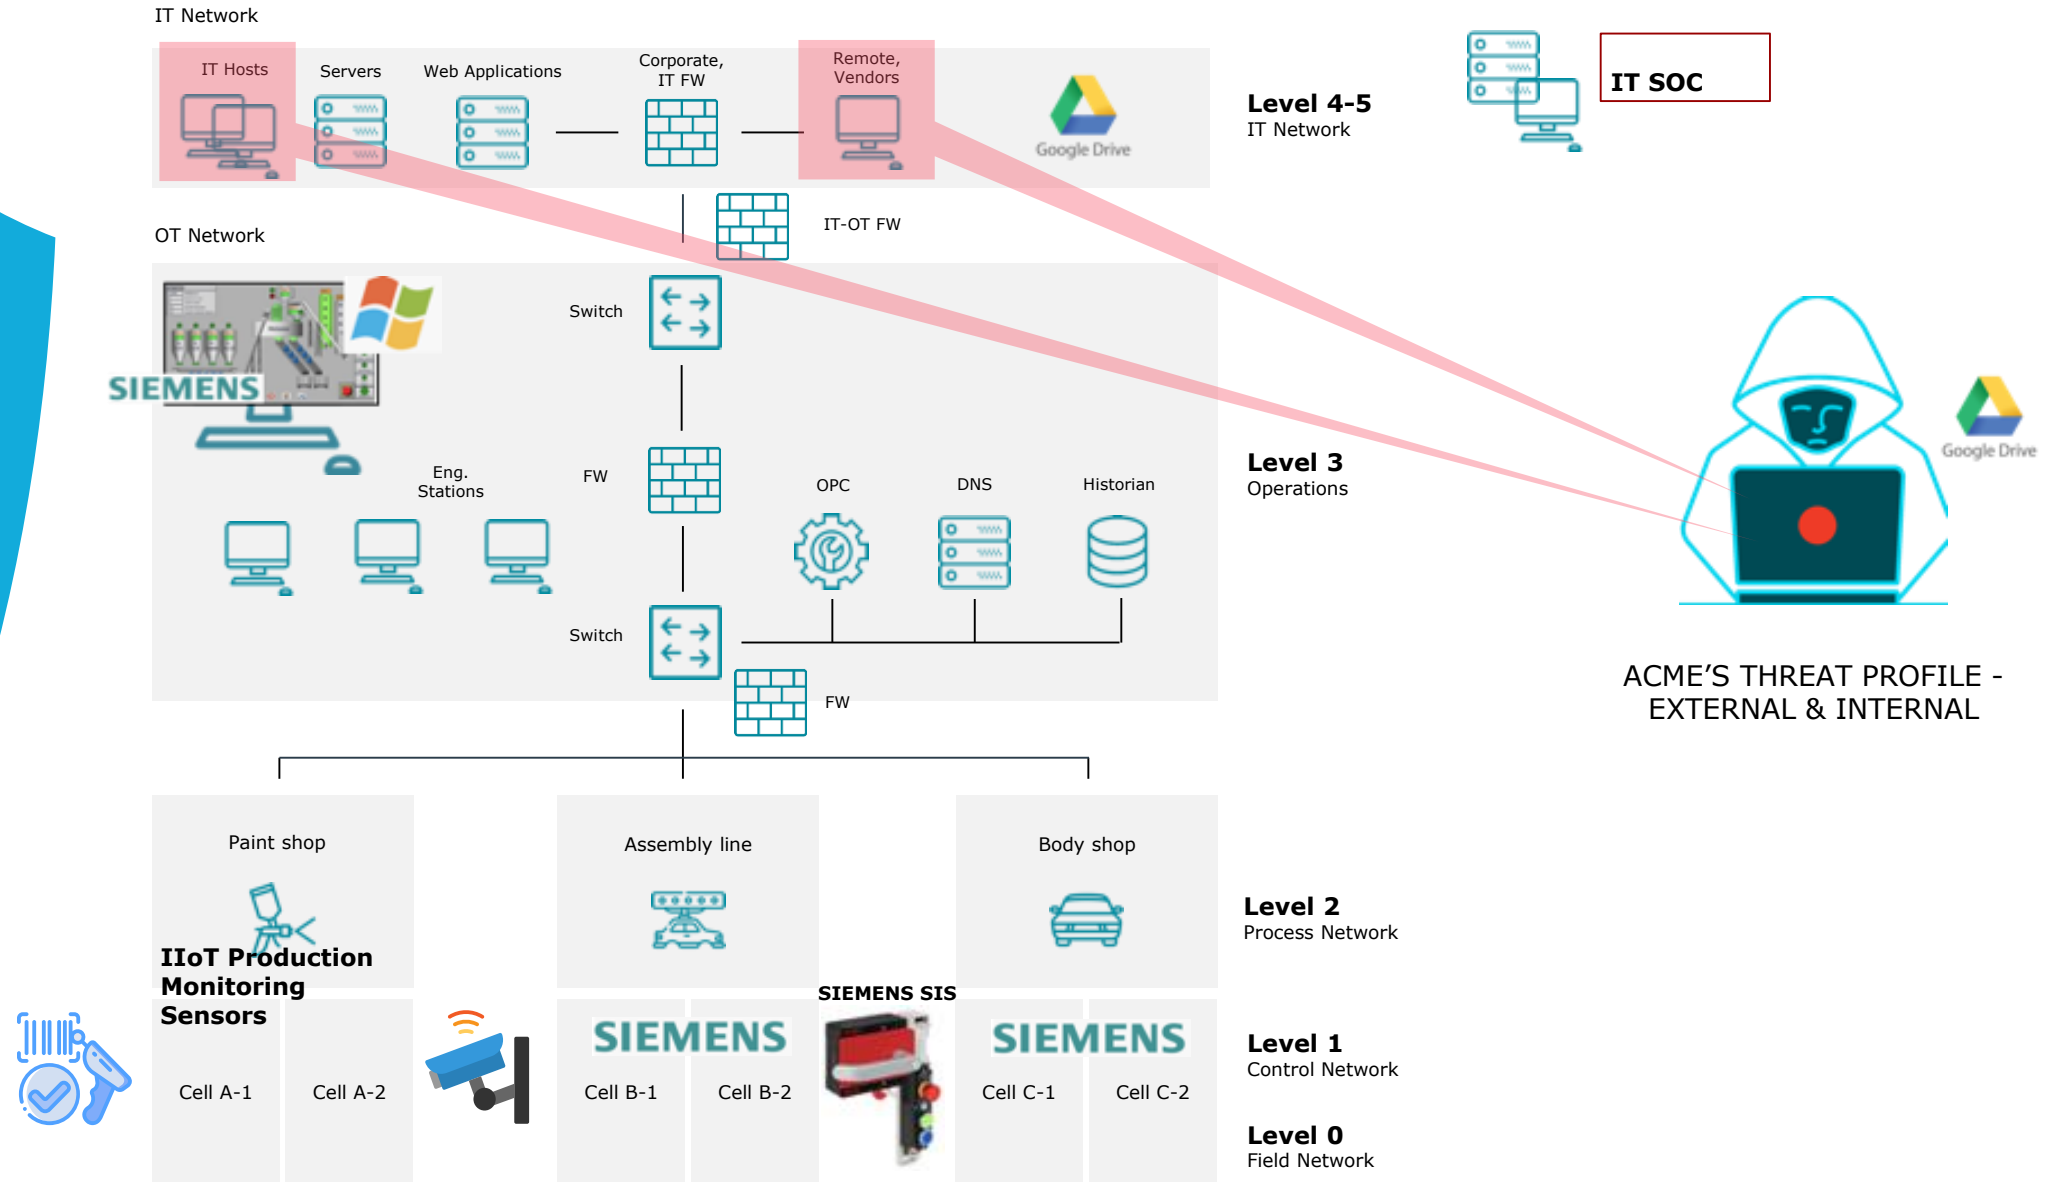 IT Network
IT Hosts
Servers
Web Applications
Corporate,
IT FW
Remote,
Vendors
Google Drive
Level 4-5
IT Network
IT SOC
IT-OT FW
OT Network
SIEMENS
Switch
Eng.
Stations
FW
OPC
DNS
Historian
Level 3
Operations
Google Drive
Switch
FW
ACME’S THREAT PROFILE -
EXTERNAL & INTERNAL
Paint shop
Assembly line
Body shop
Level 2
Process Network
IIoT Production
Monitoring
Sensors
SIEMENS SIS
SIEMENS
SIEMENS
Level 1
Control Network
Cell A-1
Cell A-2
Cell B-1
Cell B-2
Cell C-1
Cell C-2
Level 0
Field Network